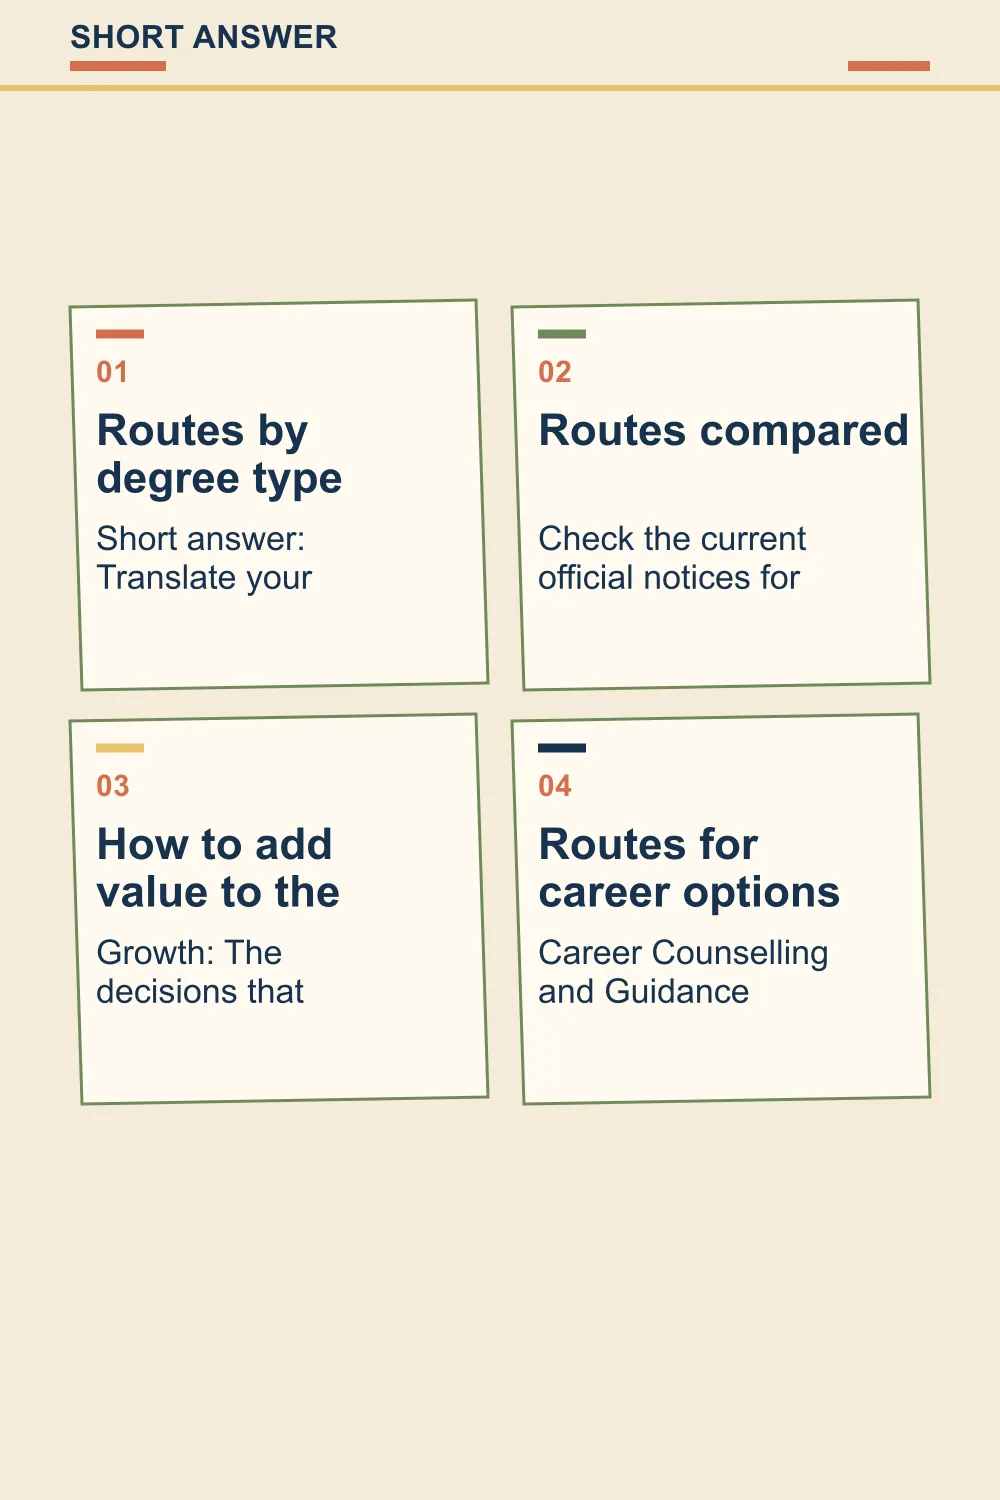 SHORT ANSWER
01
Routes by
degree type
Short answer:
Translate your
02
Routes compared
Check the current
official notices for
03
How to add
value to the
Growth: The
decisions that
04
Routes for
career options
Career Counselling
and Guidance